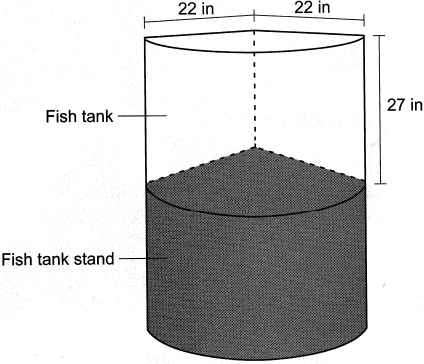 22 in 22 in
Fish tank
27 in
Fish tank stand